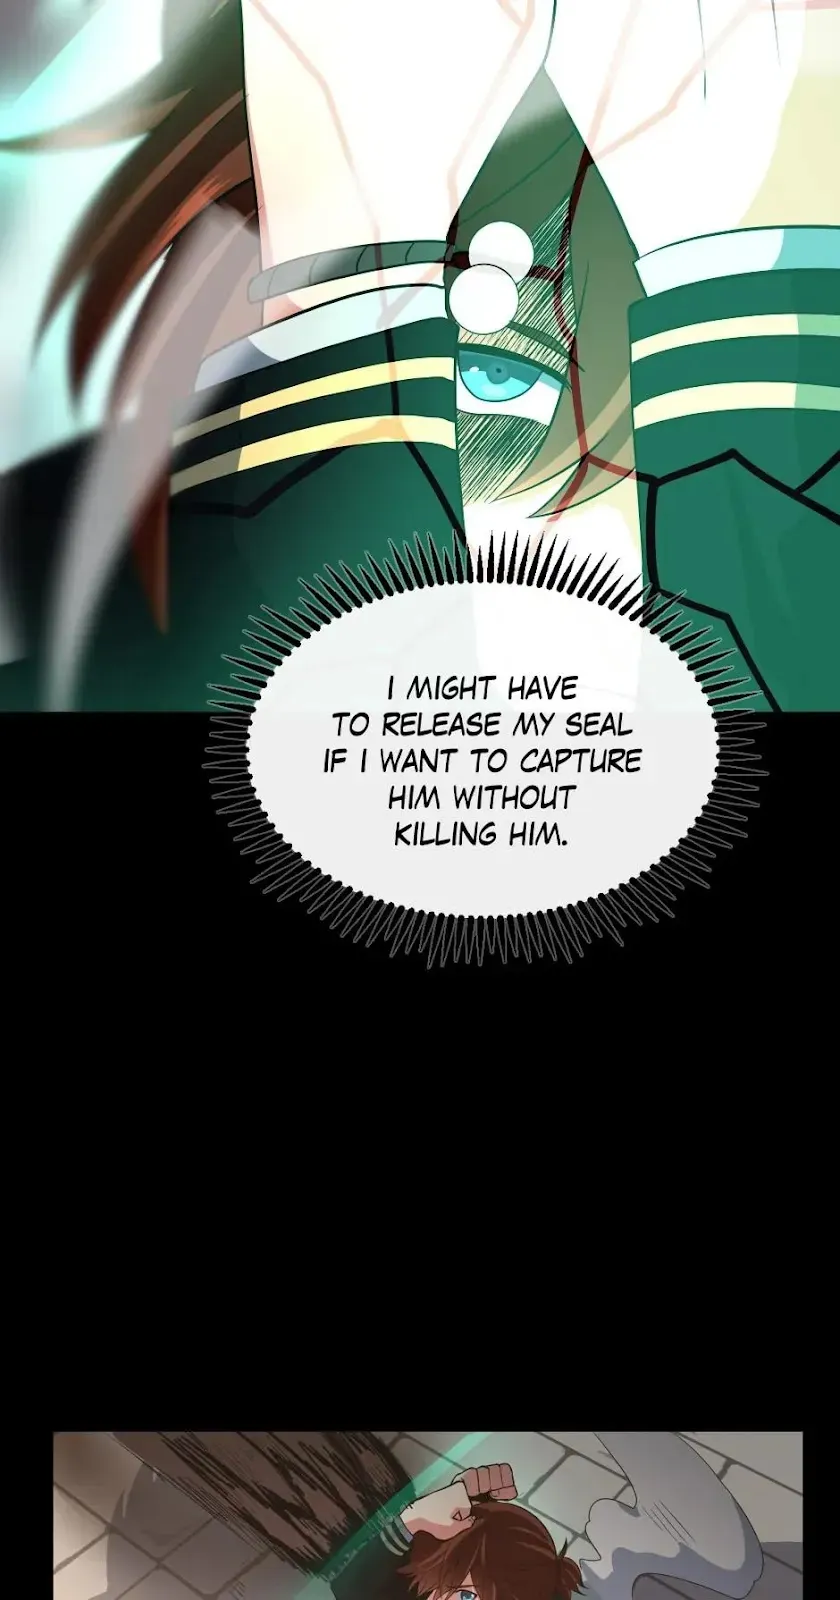 I MIGHT HAVE
TO RELEASE MY SEAL
IF I WANT TO CAPTURE
HIM WITHOUT
KILLING HIM.